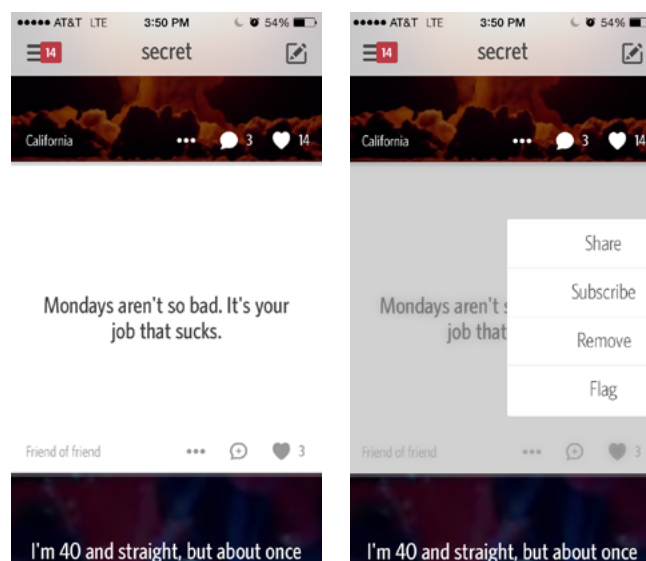 AT&T LTE 3:50 PM 54%
14 secret
California 3 14
Mondays aren't so bad. It's your
job that sucks.
Friend of friend 3
I'm 40 and straight, but about once
AT&T LTE 3:50 PM 54%
14 secret
California 3 14
Share
Subscribe
Mondays aren't s
job that
Remove
Flag
Friend of friend 3
I'm 40 and straight, but about once